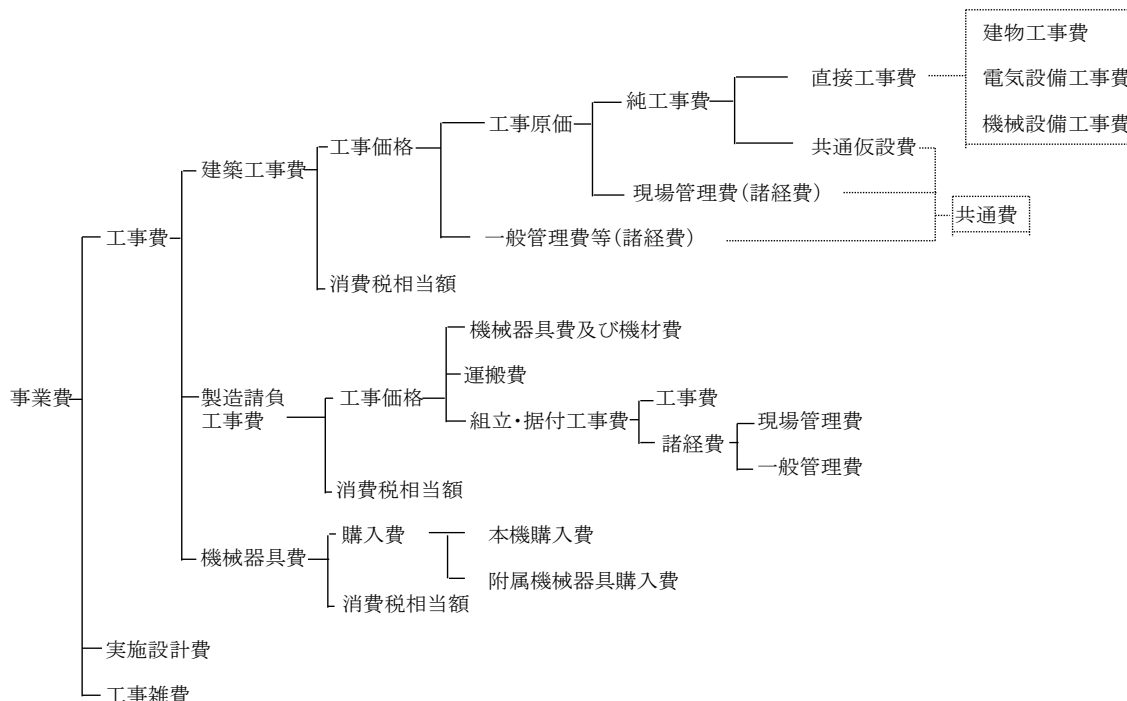 建物工事費
直接工事費
電気設備工事費
純工事費
工事原価
機械設備工事費
工事価格
共通仮設費
建築工事費
現場管理費(諸経費)
共通費
工事費
一般管理費等(諸経費)
消費税相当額
機械器具費及び機材費
運搬費
事業費
製造請負
工事費
工事価格
組立・据付工事費
工事費
現場管理費
諸経費
一般管理費
消費税相当額
機械器具費
購入費
本機購入費
附属機械器具購入費
消費税相当額
実施設計費
工事雑費